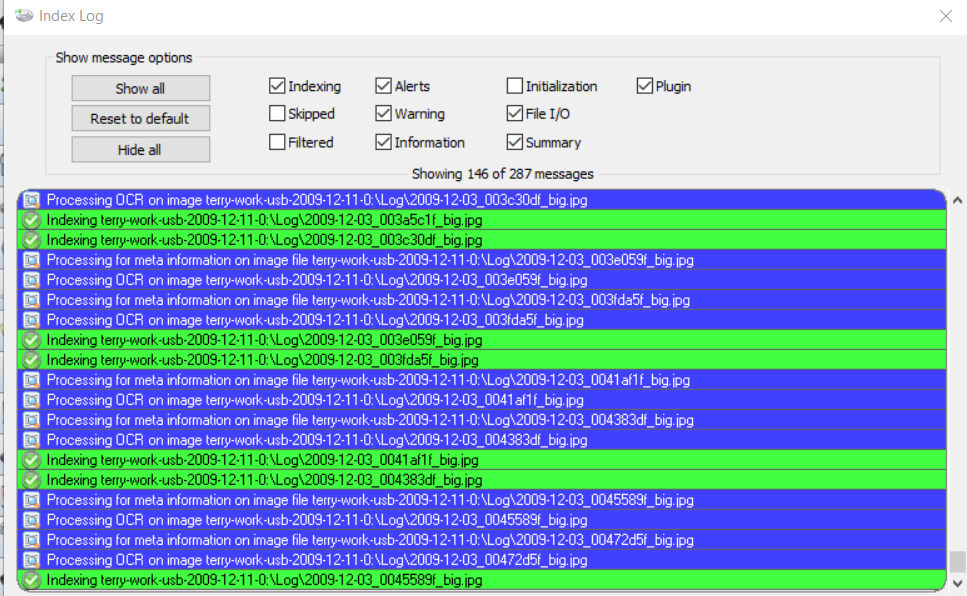 Index Log
Show message options
Show all
Indexing
Alerts
Initialization
Plugin
Reset to default
Skipped
Warning
File I/O
Hide all
Filtered
Information
Summary
Showing 146 of 287 messages
Processing OCR on image terry-work-usb-2009-12-11-0:\Log\2009-12-03_003c30df_big.jpg
Indexing terry-work-usb-2009-12-11-0:\Log\2009-12-03_003a5c1f_big.jpg
Indexing terry-work-usb-2009-12-11-0:\Log\2009-12-03_003c30df_big.jpg
Processing for meta information on image file terry-work-usb-2009-12-11-0:\Log\2009-12-03_003e059f_big.jpg
Processing OCR on image terry-work-usb-2009-12-11-0:\Log\2009-12-03_003e059f_big.jpg
Processing for meta information on image file terry-work-usb-2009-12-11-0:\Log\2009-12-03_003fda5f_big.jpg
Processing OCR on image terry-work-usb-2009-12-11-0:\Log\2009-12-03_003fda5f_big.jpg
Indexing terry-work-usb-2009-12-11-0:\Log\2009-12-03_003e059f_big.jpg
Indexing terry-work-usb-2009-12-11-0:\Log\2009-12-03_003fda5f_big.jpg
Processing for meta information on image file terry-work-usb-2009-12-11-0:\Log\2009-12-03_0041af1f_big.jpg
Processing OCR on image terry-work-usb-2009-12-11-0:\Log\2009-12-03_0041af1f_big.jpg
Processing for meta information on image file terry-work-usb-2009-12-11-0:\Log\2009-12-03_004383df_big.jpg
Processing OCR on image terry-work-usb-2009-12-11-0:\Log\2009-12-03_004383df_big.jpg
Indexing terry-work-usb-2009-12-11-0:\Log\2009-12-03_0041af1f_big.jpg
Indexing terry-work-usb-2009-12-11-0:\Log\2009-12-03_004383df_big.jpg
Processing for meta information on image file terry-work-usb-2009-12-11-0:\Log\2009-12-03_0045589f_big.jpg
Processing OCR on image terry-work-usb-2009-12-11-0:\Log\2009-12-03_0045589f_big.jpg
Processing for meta information on image file terry-work-usb-2009-12-11-0:\Log\2009-12-03_00472d5f_big.jpg
Processing OCR on image terry-work-usb-2009-12-11-0:\Log\2009-12-03_00472d5f_big.jpg
Indexing terry-work-usb-2009-12-11-0:\Log\2009-12-03_0045589f_big.jpg